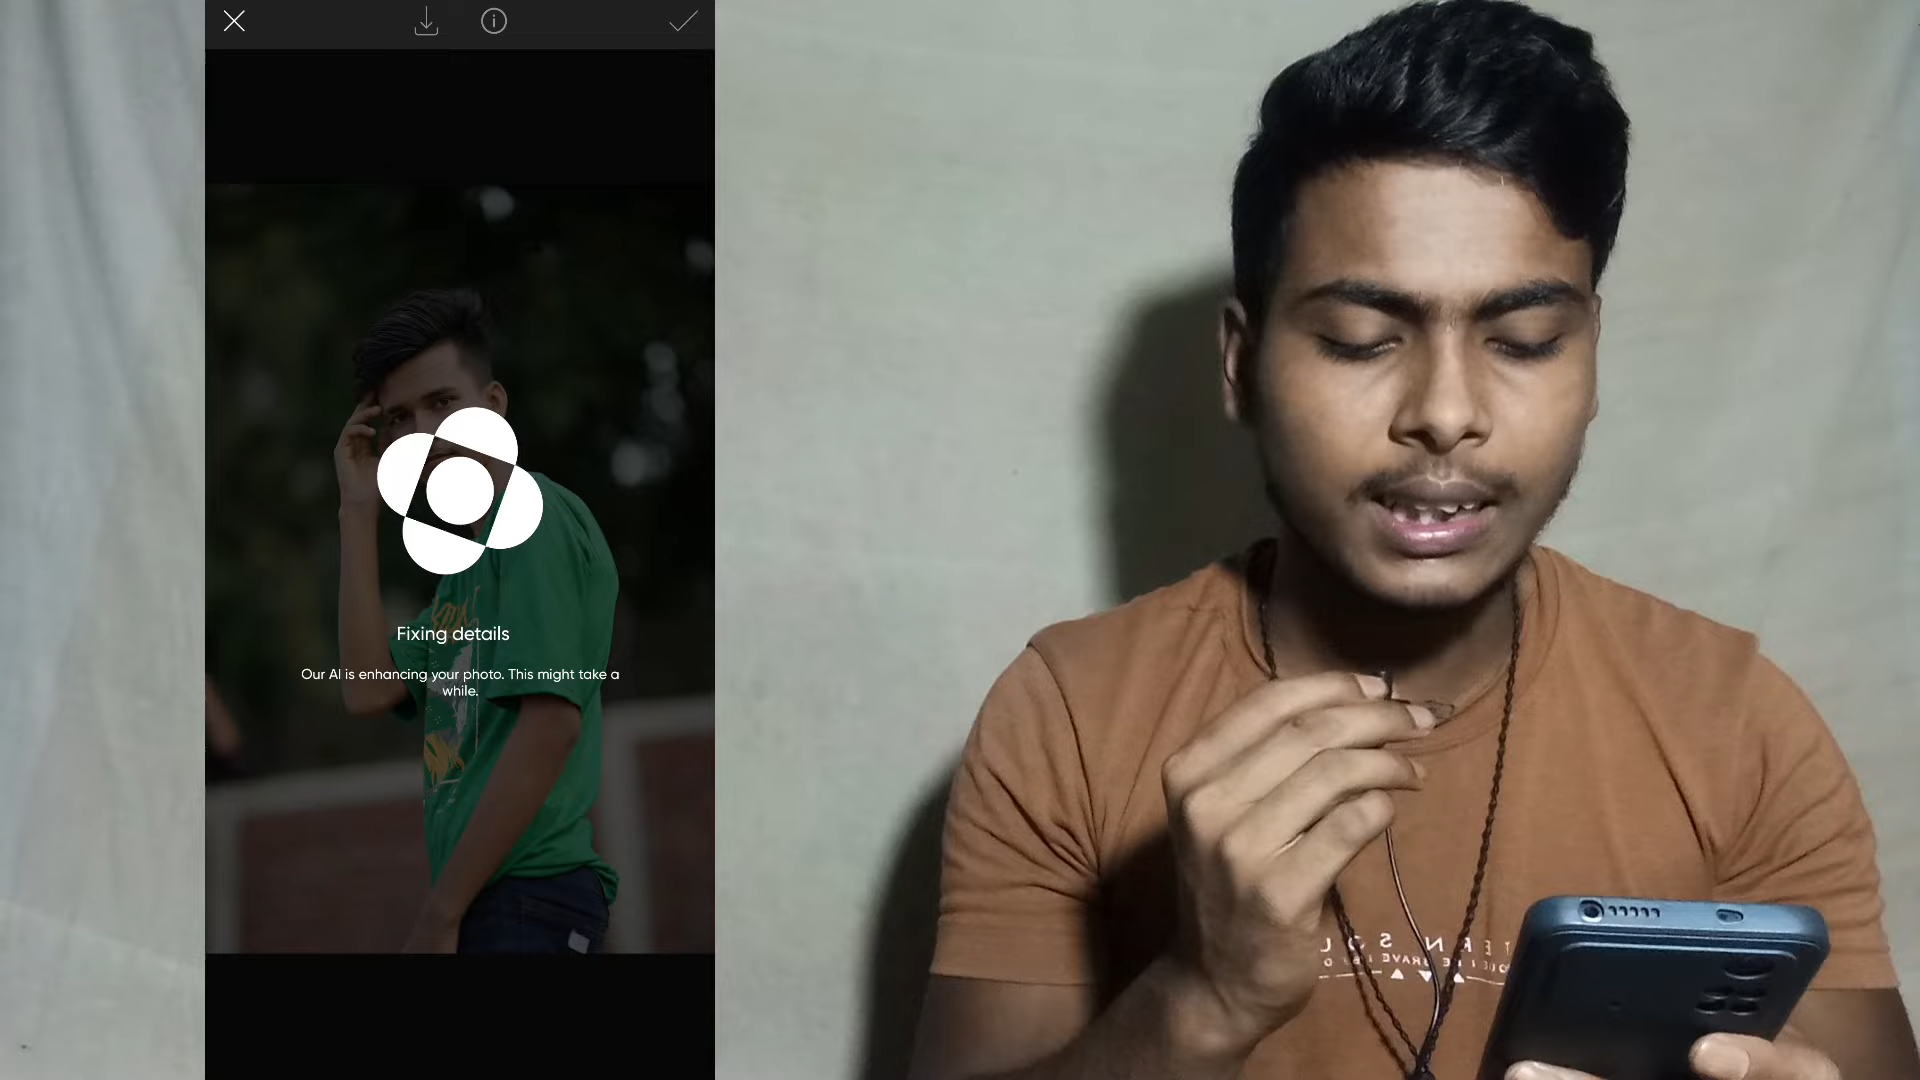 Fixing details
Our AI is enhancing your photo. This might take a
while.